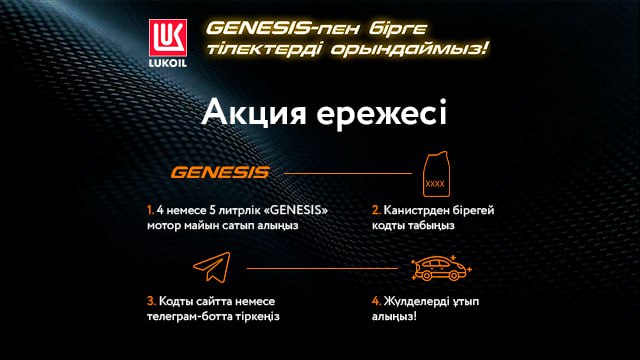 LUKOIL
GENESIS-пен бірге
тілектерді орындаймыз!
Акция ережесі
GENESIS
XXXX
1. 4 немесе 5 литрлік «GENESIS»
мотор майын сатып алыңыз
2. Канистрден бірегей
кодты табыңыз
3. Кодты сайтта немесе
телеграм-ботта тіркеңіз
4. Жүлделерді ұтып
алыңыз!